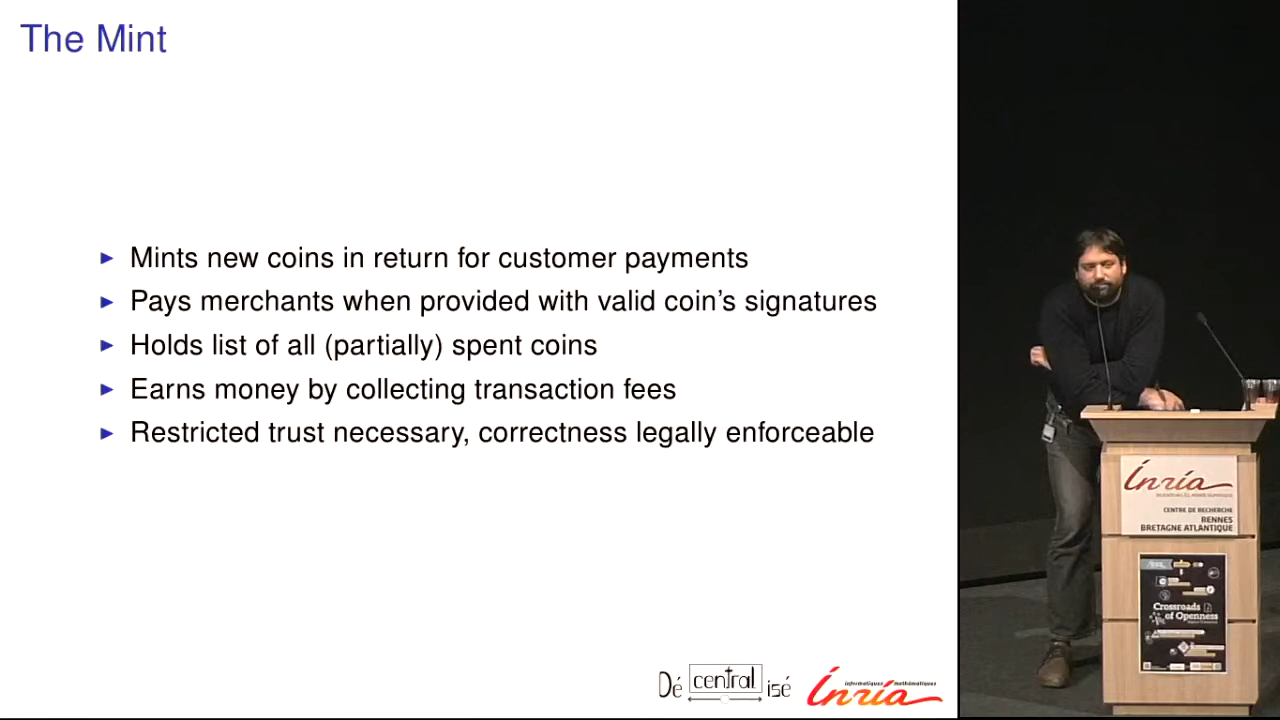 The Mint
Mints new coins in return for customer payments
Pays merchants when provided with valid coin's signatures
Holds list of all (partially) spent coins
Earns money by collecting transaction fees
Restricted trust necessary, correctness legally enforceable
Dé central isé
informatiques mathématiques
Inria
Inria
CENTRE DE RECHERCHE
RENNES
BRETAGNE ATLANTIQUE
Crossroads
of Openness